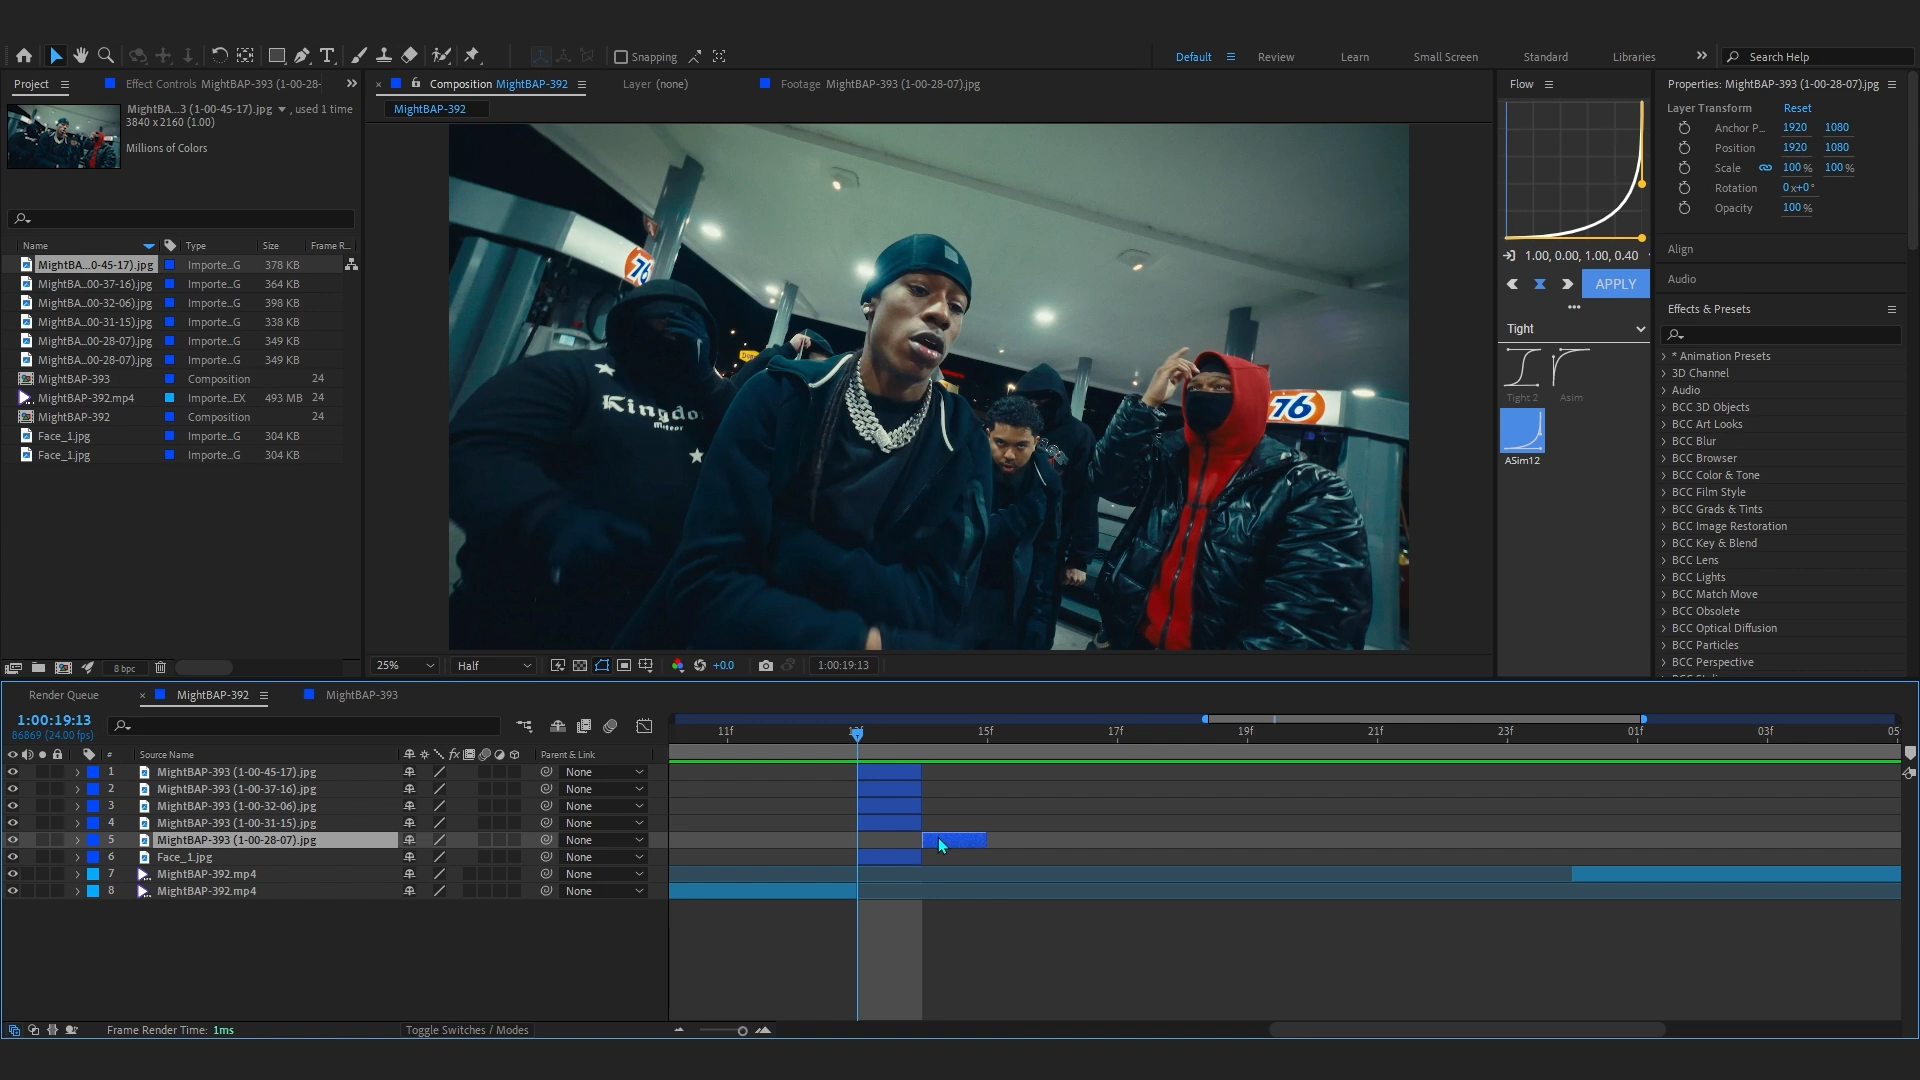 Snapping
Default
Review
Learn
Small Screen
Standard
Libraries
Search Help
Project
Effect Controls MightBAP-393 (1-00-28-
Composition MightBAP-392
Layer (none)
Footage MightBAP-393 (1-00-28-07).jpg
Flow
Properties: MightBAP-393 (1-00-28-07).jpg
MightBA...3 (1-00-45-17).jpg , used 1 time
3840 x 2160 (1.00)
Millions of Colors
MightBAP-392
Layer Transform Reset
Anchor P... 1920 1080
Position 1920 1080
Scale 100 % 100 %
Rotation 0x+0°
Opacity 100 %
Align
Audio
Name Type Size Frame R...
MightBA...0-45-17).jpg Importe...G 378 KB
MightBA...00-37-16).jpg Importe...G 364 KB
MightBA...00-32-06).jpg Importe...G 398 KB
MightBA...00-31-15).jpg Importe...G 338 KB
MightBA...00-28-07).jpg Importe...G 349 KB
MightBA...00-28-07).jpg Importe...G 349 KB
MightBAP-393 Composition 24
MightBAP-392.mp4 Importe...EX 493 MB 24
MightBAP-392 Composition 24
Face_1.jpg Importe...G 304 KB
Face_1.jpg Importe...G 304 KB
8 bpc
76
76
1.00, 0.00, 1.00, 0.40
APPLY
Tight
Tight 2 Asim
ASim12
Effects & Presets
* Animation Presets
3D Channel
Audio
BCC 3D Objects
BCC Art Looks
BCC Blur
BCC Browser
BCC Color & Tone
BCC Film Style
BCC Grads & Tints
BCC Image Restoration
BCC Key & Blend
BCC Lens
BCC Lights
BCC Match Move
BCC Obsolete
BCC Optical Diffusion
BCC Particles
BCC Perspective
25% Half +0.0 1:00:19:13
Render Queue
MightBAP-392
MightBAP-393
1:00:19:13
86869 (24.00 fps)
11f 15f 17f 19f 21f 23f 01f 03f 05
# Source Name fx Parent & Link
1 MightBAP-393 (1-00-45-17).jpg None
2 MightBAP-393 (1-00-37-16).jpg None
3 MightBAP-393 (1-00-32-06).jpg None
4 MightBAP-393 (1-00-31-15).jpg None
5 MightBAP-393 (1-00-28-07).jpg None
6 Face_1.jpg None
7 MightBAP-392.mp4 None
8 MightBAP-392.mp4 None
Frame Render Time: 1ms
Toggle Switches / Modes